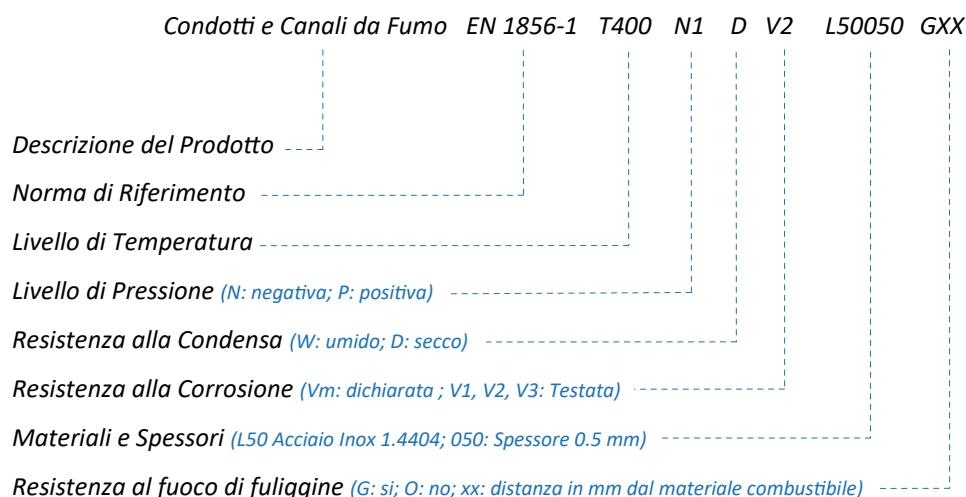 Condotti e Canali da Fumo EN 1856-1 T400 N1 D V2 L50050 GXX
Descrizione del Prodotto
Norma di Riferimento
Livello di Temperatura
Livello di Pressione (N: negativa; P: positiva)
Resistenza alla Condensa (W: umido; D: secco)
Resistenza alla Corrosione (Vm: dichiarata ; V1, V2, V3: Testata)
Materiali e Spessori (L50 Acciaio Inox 1.4404; 050: Spessore 0.5 mm)
Resistenza al fuoco di fuliggine (G: si; O: no; xx: distanza in mm dal materiale combustibile)